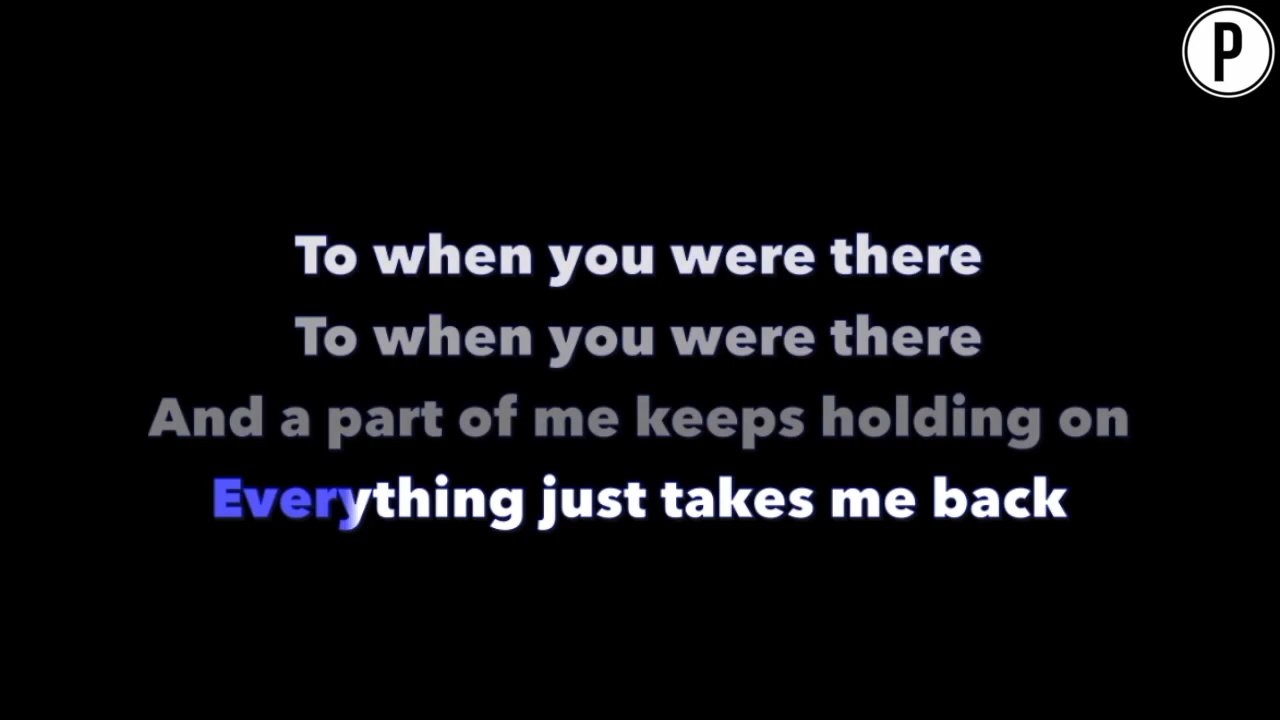 P
To when you were there
To when you were there
And a part of me keeps holding on
Everything just takes me back